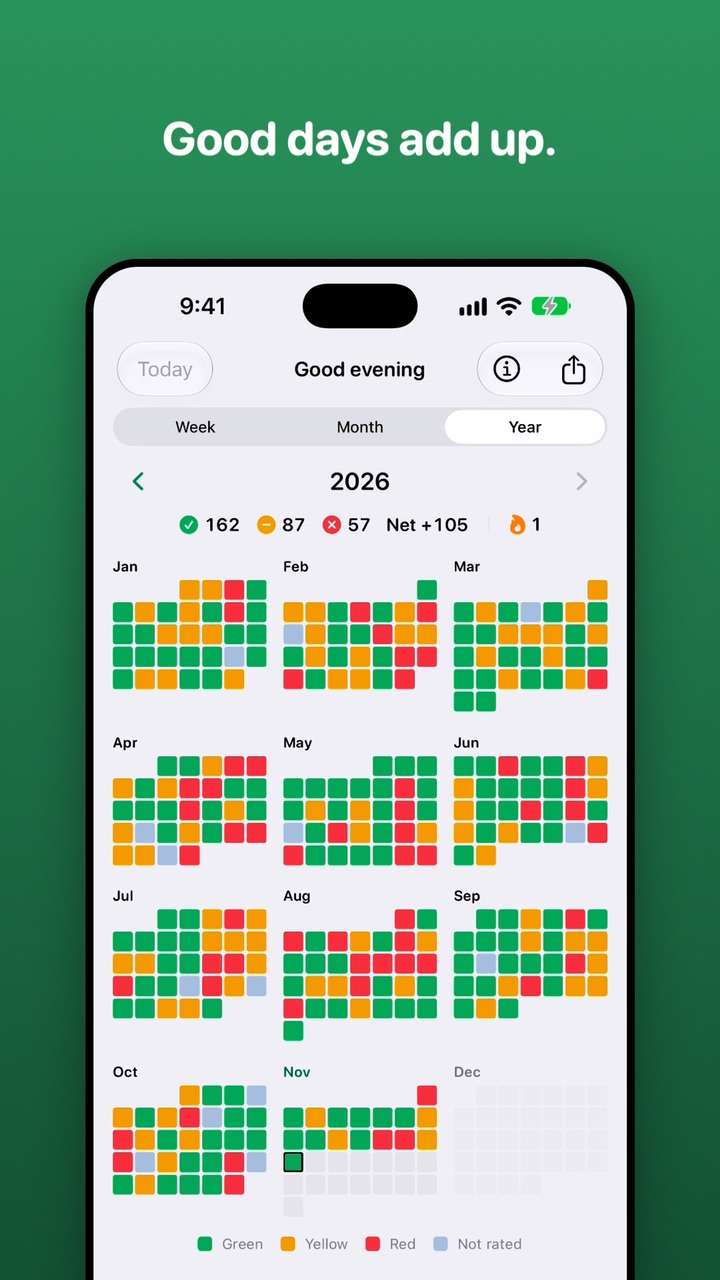 Good days add up.
9:41
Today Good evening
Week Month Year
2026
162 87 57 Net +105 1
Jan Feb Mar
Apr May Jun
Jul Aug Sep
Oct Nov Dec
Green Yellow Red Not rated